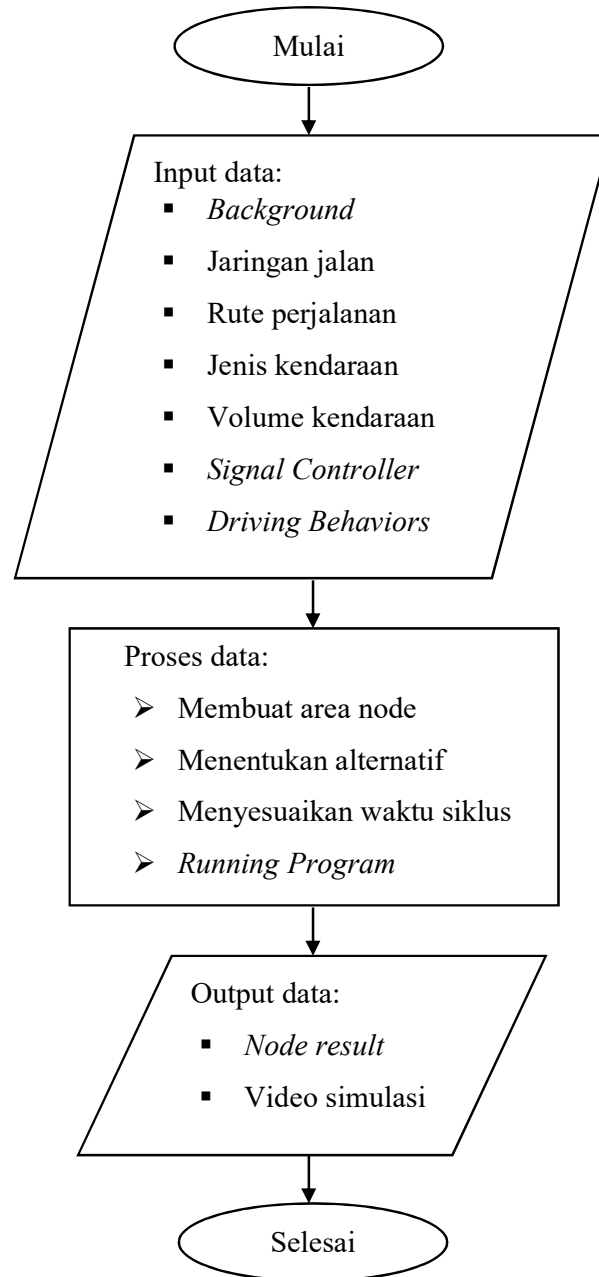 Mulai
Input data:
▪ Background
▪ Jaringan jalan
▪ Rute perjalanan
▪ Jenis kendaraan
▪ Volume kendaraan
▪ Signal Controller
▪ Driving Behaviors
Proses data:
➢ Membuat area node
➢ Menentukan alternatif
➢ Menyesuaikan waktu siklus
➢ Running Program
Output data:
▪ Node result
▪ Video simulasi
Selesai